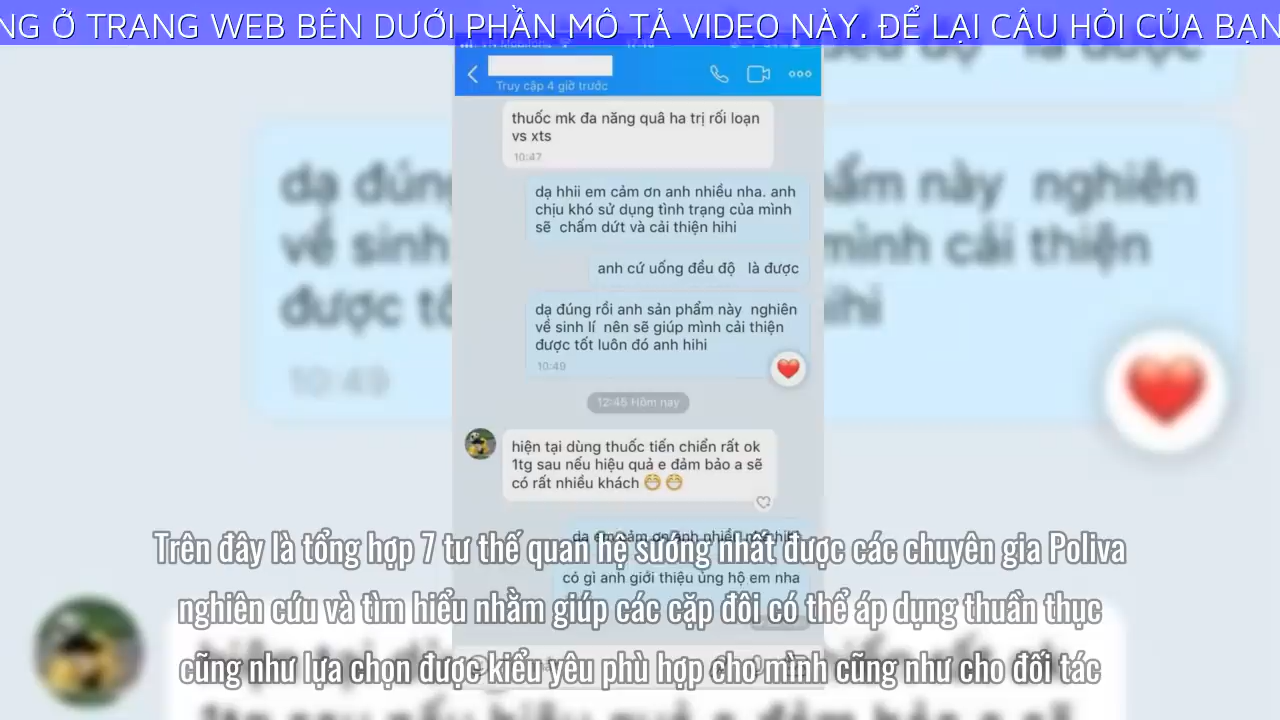 NG Ở TRANG WEB BÊN DƯỚI PHẦN MÔ TẢ VIDEO NÀY. ĐỂ LẠI CÂU HỎI CỦA BẠN
Truy cập 4 giờ trước
thuốc mk đa năng quâ ha trị rối loạn
vs xts
10:47
dạ hhii em cảm ơn anh nhiều nha. anh
chịu khó sử dụng tình trạng của mình
sẽ chấm dứt và cải thiện hihi
anh cứ uống đều độ là được
dạ đúng rồi anh sản phẩm này nghiên
về sinh lí nên sẽ giúp mình cải thiện
được tốt luôn đó anh hihi
10:49
12:45 Hôm nay
hiện tại dùng thuốc tiến chiển rất ok
1tg sau nếu hiệu quả e đảm bảo a sẽ
có rất nhiều khách 😁 😁
dạ em cảm ơn anh nhiều nha hihi
có gì anh giới thiệu ủng hộ em nha
Trên đây là tổng hợp 7 tư thế quan hệ sướng nhất được các chuyên gia Poliva
nghiên cứu và tìm hiểu nhằm giúp các cặp đôi có thể áp dụng thuần thục
cũng như lựa chọn được kiểu yêu phù hợp cho mình cũng như cho đối tác